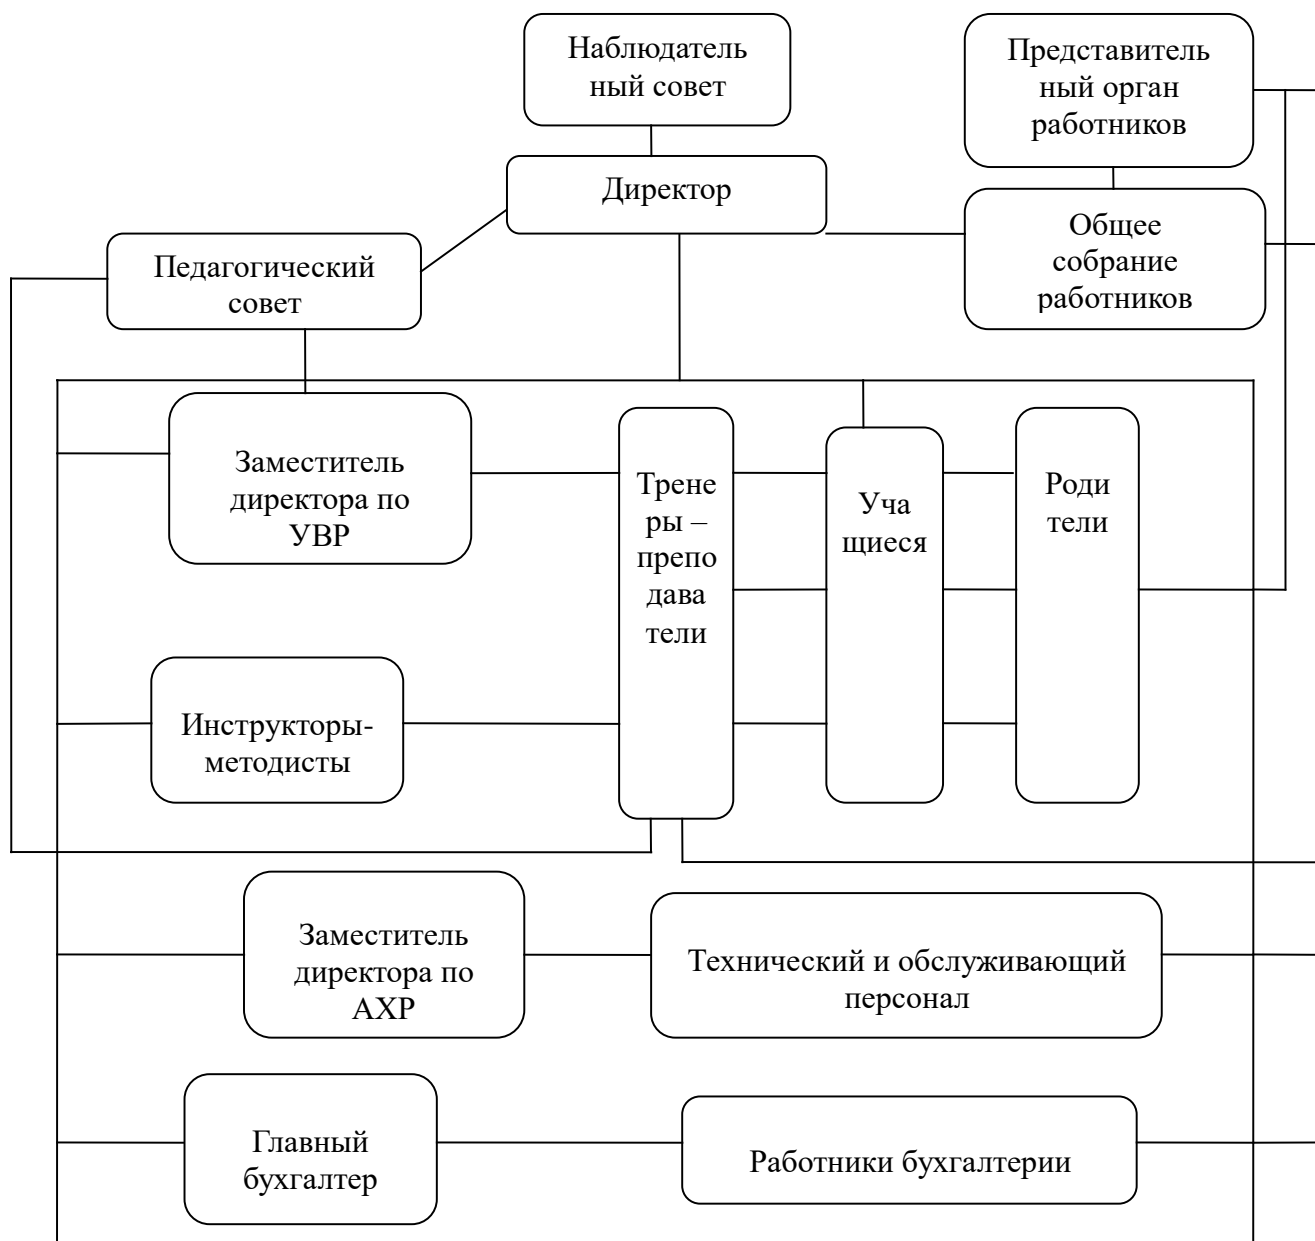 Наблюдатель
ный совет
Представитель
ный орган
работников
Директор
Общее
собрание
работников
Педагогический
совет
Заместитель
директора по
УВР
Трене
ры –
препо
дава
тели
Уча
щиеся
Роди
тели
Инструкторы-
методисты
Заместитель
директора по
АХР
Технический и обслуживающий
персонал
Главный
бухгалтер
Работники бухгалтерии